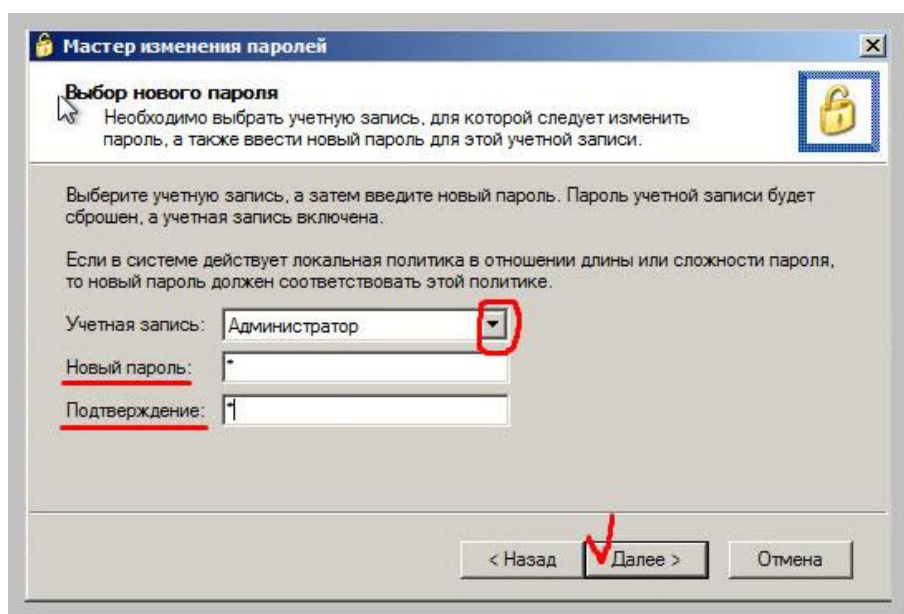 Мастер изменения паролей
Выбор нового пароля
Необходимо выбрать учетную запись, для которой следует изменить
пароль, а также ввести новый пароль для этой учетной записи.
Выберите учетную запись, а затем введите новый пароль. Пароль учетной записи будет
сброшен, а учетная запись включена.
Если в системе действует локальная политика в отношении длины или сложности пароля,
то новый пароль должен соответствовать этой политике.
Учетная запись: Администратор
Новый пароль: *
Подтверждение: *
< Назад Далее > Отмена